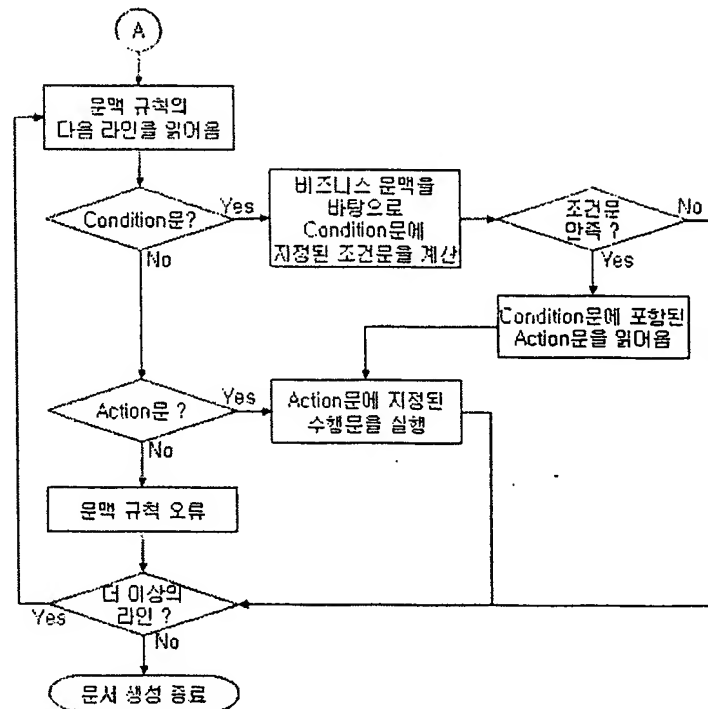 A
문맥 규칙의
다음 라인를 읽어옴
Condition문?
Yes
No
비즈니스 문맥을
바탕으로
Condition문에
지정된 조건문을 계산
조건문
만족 ?
No
Yes
Condition문에 포함된
Action문을 읽어옴
Action문 ?
Yes
No
Action문에 지정된
수행문을 실행
문맥 규칙 오류
더 이상의
라인 ?
Yes
No
문서 생성 종료